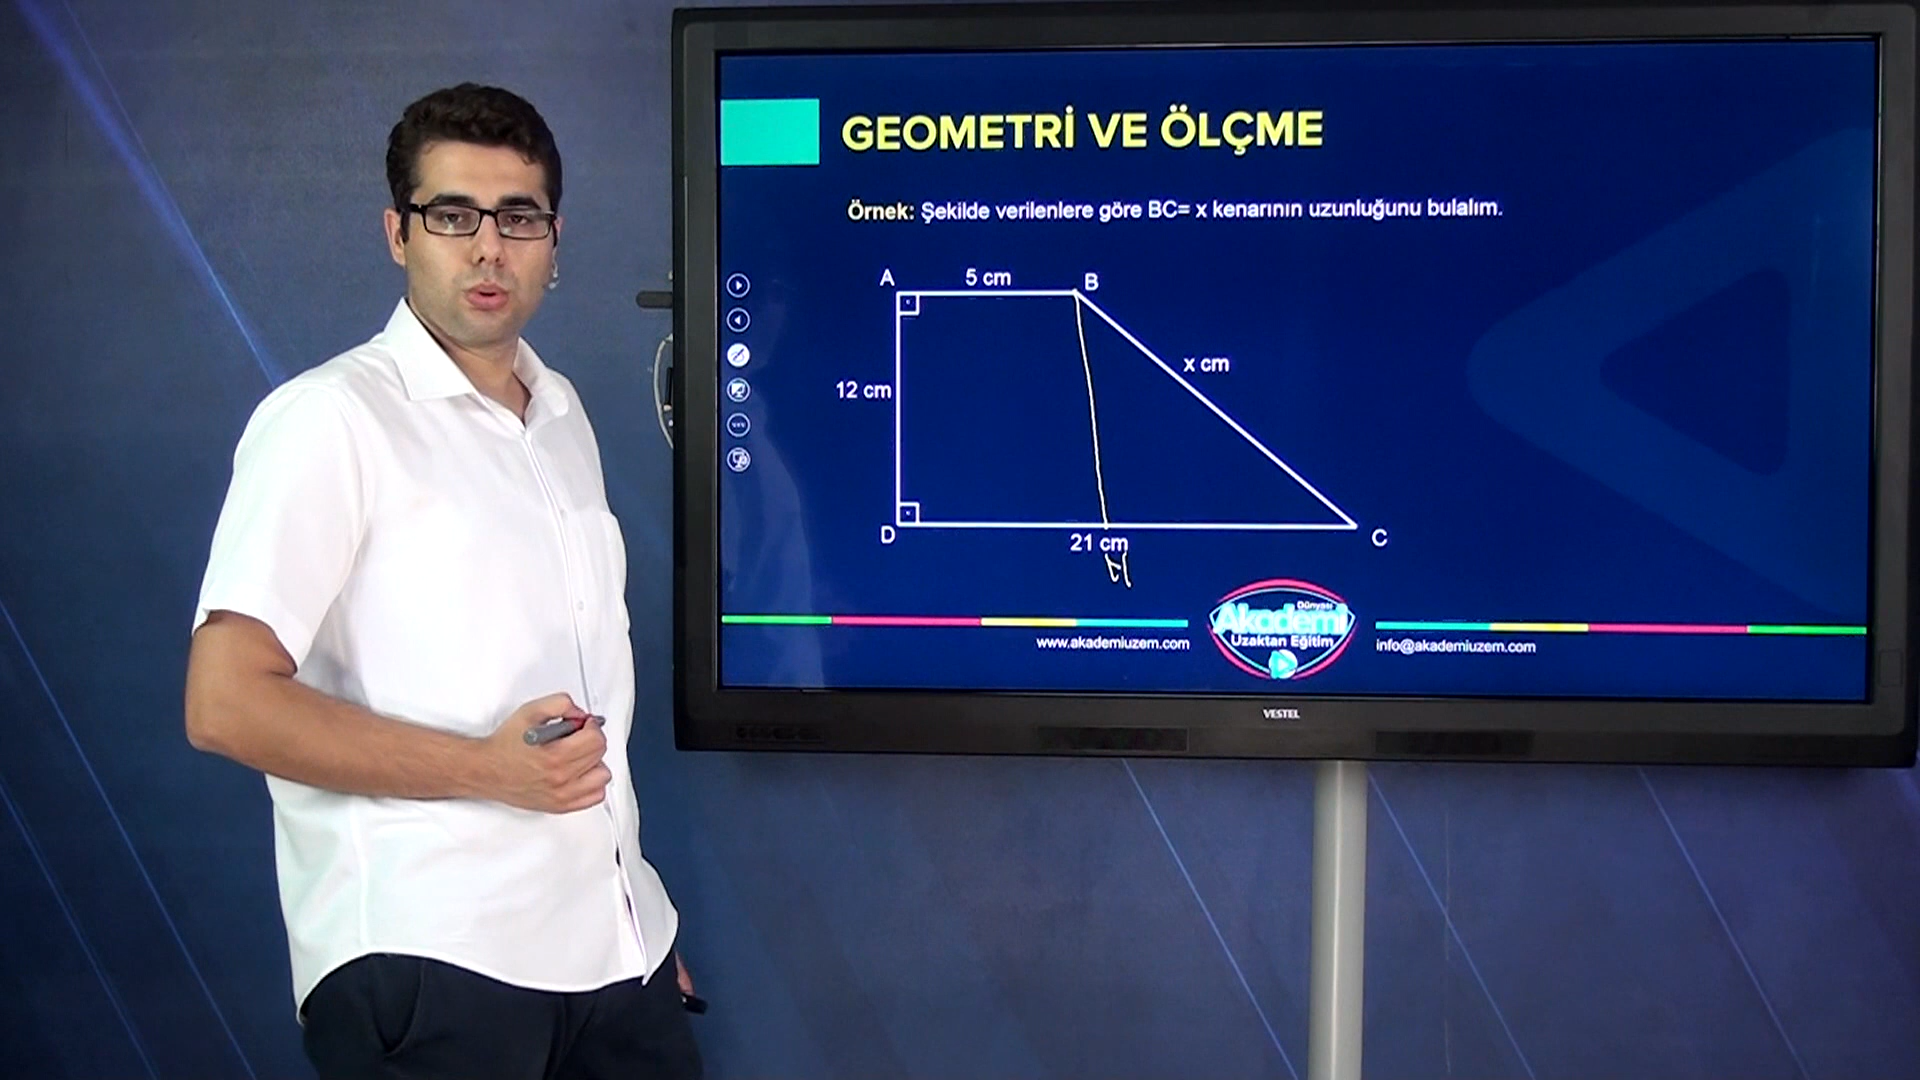 GEOMETRİ VE ÖLÇME
Örnek: Şekilde verilenlere göre BC= x kenarının uzunluğunu bulalım.
A
5 cm
B
x cm
12 cm
D
21 cm
C
Dünyası
Akademi
Uzaktan Eğitim
www.akademiuzem.com
info@akademiuzem.com
VESTEL